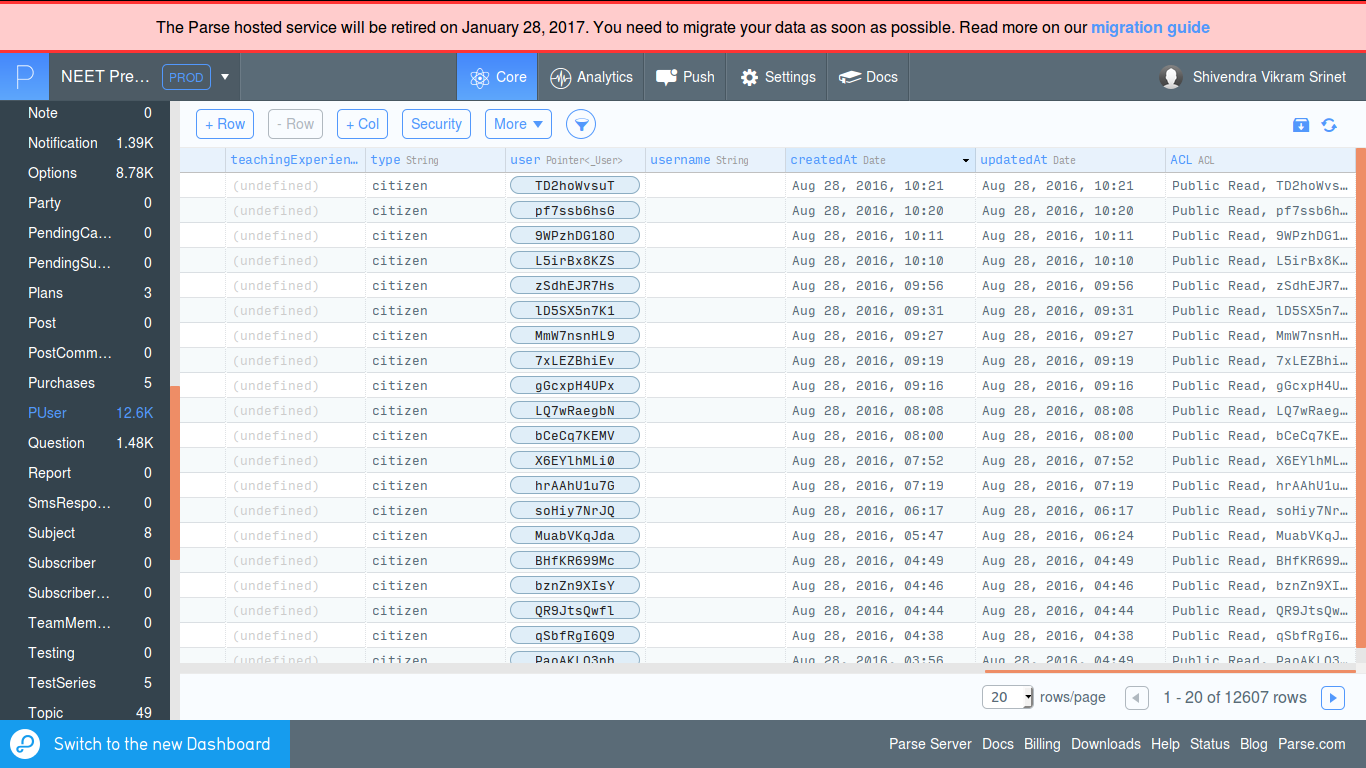 The Parse hosted service will be retired on January 28, 2017. You need to migrate your data as soon as possible. Read more on our migration guide
NEET Pre... PROD Core Analytics Push Settings Docs Shivendra Vikram Srinet
Note 0
Notification 1.39K
Options 8.78K
Party 0
PendingCa... 0
PendingSu... 0
Plans 3
Post 0
PostComm... 0
Purchases 5
PUser 12.6K
Question 1.48K
Report 0
SmsRespo... 0
Subject 8
Subscriber 0
Subscriber... 0
TeamMem... 0
Testing 0
TestSeries 5
Topic 49
+ Row - Row + Col Security More
teachingExperien... type String user Pointer<_User> username String createdAt Date updatedAt Date ACL ACL
(undefined) citizen TD2hoWvsuT Aug 28, 2016, 10:21 Aug 28, 2016, 10:21 Public Read, TD2hoWvs...
(undefined) citizen pf7ssb6hsG Aug 28, 2016, 10:20 Aug 28, 2016, 10:20 Public Read, pf7ssb6h...
(undefined) citizen 9WPzhDG18O Aug 28, 2016, 10:11 Aug 28, 2016, 10:11 Public Read, 9WPzhDG1...
(undefined) citizen L5irBx8KZS Aug 28, 2016, 10:10 Aug 28, 2016, 10:10 Public Read, L5irBx8K...
(undefined) citizen zSdhEJR7Hs Aug 28, 2016, 09:56 Aug 28, 2016, 09:56 Public Read, zSdhEJR7...
(undefined) citizen lD5SX5n7K1 Aug 28, 2016, 09:31 Aug 28, 2016, 09:31 Public Read, lD5SX5n7...
(undefined) citizen MmW7nsnHL9 Aug 28, 2016, 09:27 Aug 28, 2016, 09:27 Public Read, MmW7nsnH...
(undefined) citizen 7xLEZBhiEv Aug 28, 2016, 09:19 Aug 28, 2016, 09:19 Public Read, 7xLEZBhi...
(undefined) citizen gGcxpH4UPx Aug 28, 2016, 09:16 Aug 28, 2016, 09:16 Public Read, gGcxpH4U...
(undefined) citizen LQ7wRaegbN Aug 28, 2016, 08:08 Aug 28, 2016, 08:08 Public Read, LQ7wRaeg...
(undefined) citizen bCeCq7KEMV Aug 28, 2016, 08:00 Aug 28, 2016, 08:00 Public Read, bCeCq7KE...
(undefined) citizen X6EYlhMLi0 Aug 28, 2016, 07:52 Aug 28, 2016, 07:52 Public Read, X6EYlhML...
(undefined) citizen hrAAhU1u7G Aug 28, 2016, 07:19 Aug 28, 2016, 07:19 Public Read, hrAAhU1u...
(undefined) citizen soHiy7NrJQ Aug 28, 2016, 06:17 Aug 28, 2016, 06:17 Public Read, soHiy7Nr...
(undefined) citizen MuabVKqJda Aug 28, 2016, 05:47 Aug 28, 2016, 06:24 Public Read, MuabVKqJ...
(undefined) citizen BHfKR699Mc Aug 28, 2016, 04:49 Aug 28, 2016, 04:49 Public Read, BHfKR699...
(undefined) citizen bznZn9XIsY Aug 28, 2016, 04:46 Aug 28, 2016, 04:46 Public Read, bznZn9XI...
(undefined) citizen QR9JtsQwfl Aug 28, 2016, 04:44 Aug 28, 2016, 04:44 Public Read, QR9JtsQw...
(undefined) citizen qSbfRgI6Q9 Aug 28, 2016, 04:38 Aug 28, 2016, 04:38 Public Read, qSbfRgI6...
(undefined) citizen Aug 28, 2016, 03:56 Aug 28, 2016, 04:49 Public Read,
20 rows/page 1 - 20 of 12607 rows
Switch to the new Dashboard Parse Server Docs Billing Downloads Help Status Blog Parse.com